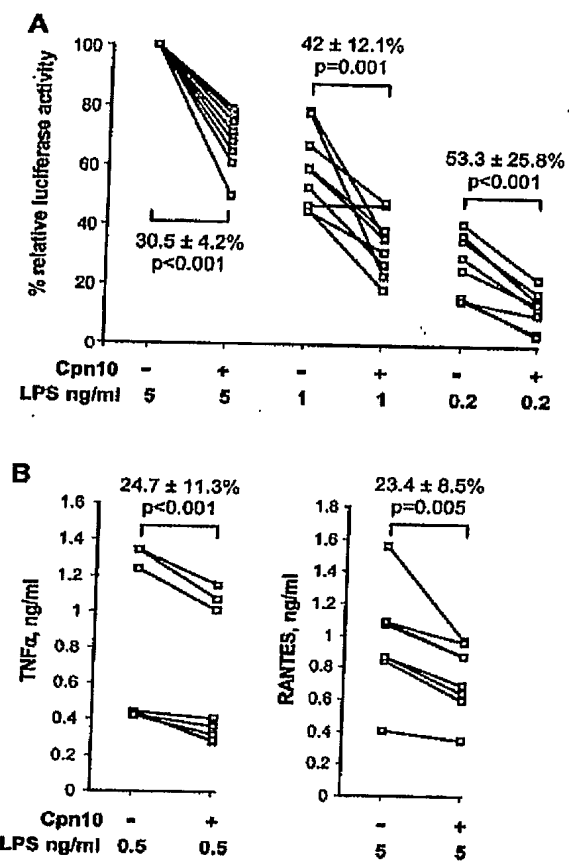 A
% relative luciferase activity
100
80
60
40
20
0
30.5 ± 4.2%
p<0.001
42 ± 12.1%
p=0.001
53.3 ± 25.8%
p<0.001
Cpn10 - + - + - +
LPS ng/ml 5 5 1 1 0.2 0.2
B
TNFα, ng/ml
1.6
1.4
1.2
1
0.8
0.6
0.4
0.2
0
24.7 ± 11.3%
p<0.001
Cpn10 - +
LPS ng/ml 0.5 0.5
RANTES, ng/ml
1.8
1.6
1.4
1.2
1
0.8
0.6
0.4
0.2
0
23.4 ± 8.5%
p=0.005
- +
5 5